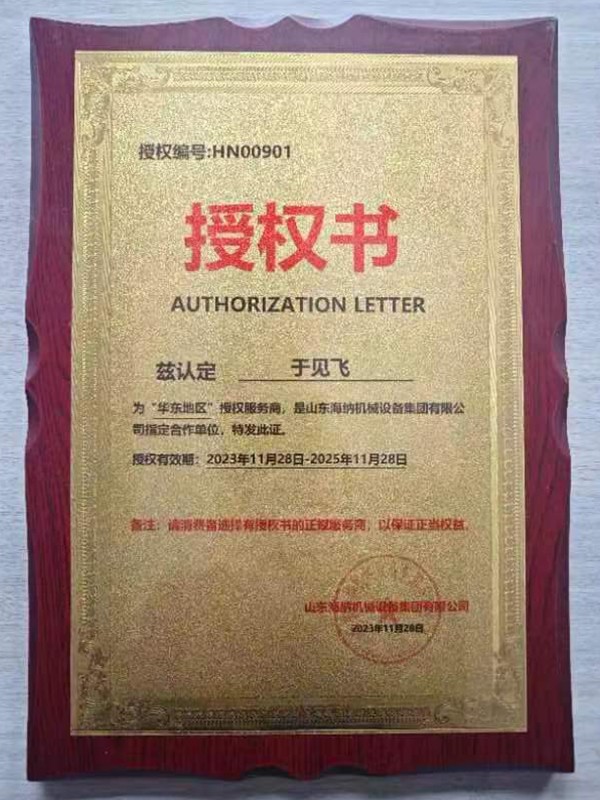 授权编号:HN00901
授权书
AUTHORIZATION LETTER
兹认定 于见飞
为“华东地区”授权服务商，是山东海纳机械设备集团有限公
司指定合作单位，特发此证。
授权有效期：2023年11月28日-2025年11月28日
备注：请消费者选择有授权书的正规服务商，以保证正当权益。
山东海纳机械设备集团有限公司
2023年11月28日